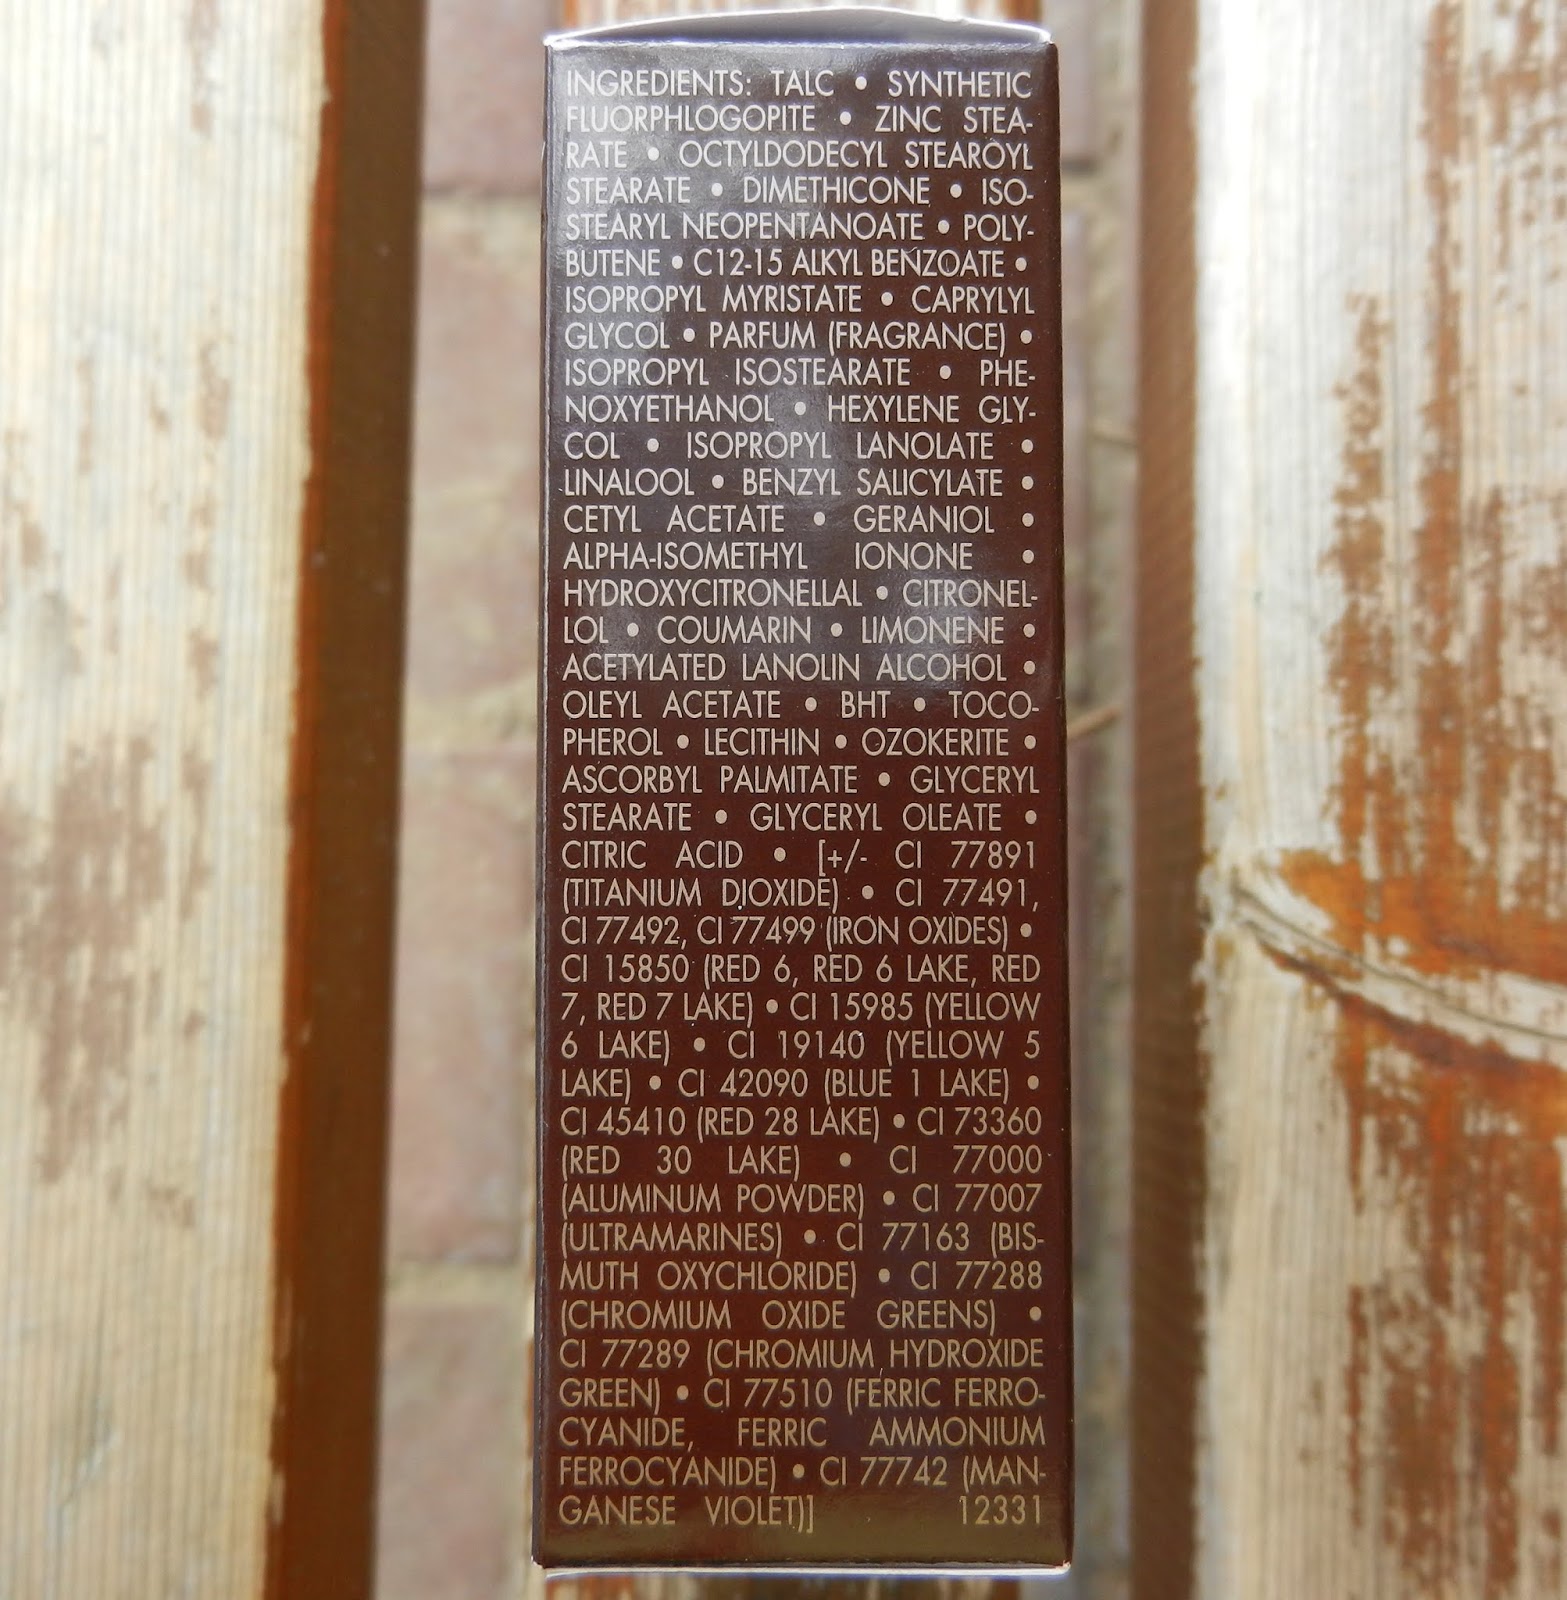 INGREDIENTS: TALC • SYNTHETIC
FLUORPHLOGOPITE • ZINC STEA-
RATE • OCTYLDODECYL STEAROYL
STEARATE • DIMETHICONE • ISO-
STEARYL NEOPENTANOATE • POLY-
BUTENE • C12-15 ALKYL BENZOATE •
ISOPROPYL MYRISTATE • CAPRYLYL
GLYCOL • PARFUM (FRAGRANCE) •
ISOPROPYL ISOSTEARATE • PHE-
NOXYETHANOL • HEXYLENE GLY-
COL • ISOPROPYL LANOLATE •
LINALOOL • BENZYL SALICYLATE •
CETYL ACETATE • GERANIOL •
ALPHA-ISOMETHYL IONONE •
HYDROXYCITRONELLAL • CITRONEL-
LOL • COUMARIN • LIMONENE •
ACETYLATED LANOLIN ALCOHOL •
OLEYL ACETATE • BHT • TOCO-
PHEROL • LECITHIN • OZOKERITE •
ASCORBYL PALMITATE • GLYCERYL
STEARATE • GLYCERYL OLEATE •
CITRIC ACID • [+/- CI 77891
(TITANIUM DIOXIDE) • CI 77491,
CI 77492, CI 77499 (IRON OXIDES) •
CI 15850 (RED 6, RED 6 LAKE, RED
7, RED 7 LAKE) • CI 15985 (YELLOW
6 LAKE) • CI 19140 (YELLOW 5
LAKE) • CI 42090 (BLUE 1 LAKE) •
CI 45410 (RED 28 LAKE) • CI 73360
(RED 30 LAKE) • CI 77000
(ALUMINUM POWDER) • CI 77007
(ULTRAMARINES) • CI 77163 (BIS-
MUTH OXYCHLORIDE) • CI 77288
(CHROMIUM OXIDE GREENS) •
CI 77289 (CHROMIUM HYDROXIDE
GREEN) • CI 77510 (FERRIC FERRO-
CYANIDE, FERRIC AMMONIUM
FERROCYANIDE) • CI 77742 (MAN-
GANESE VIOLET)] 12331